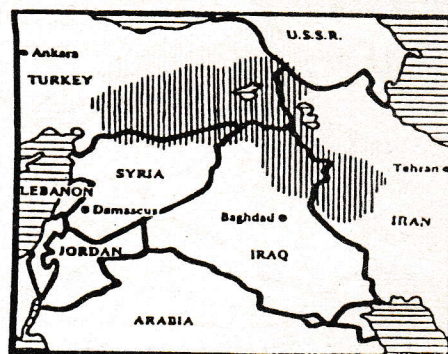 U.S.S.R.
Ankara
TURKEY
SYRIA
Tehran
LEBANON
Damascus
Baghdad
IRAN
JORDAN
IRAQ
ARABIA